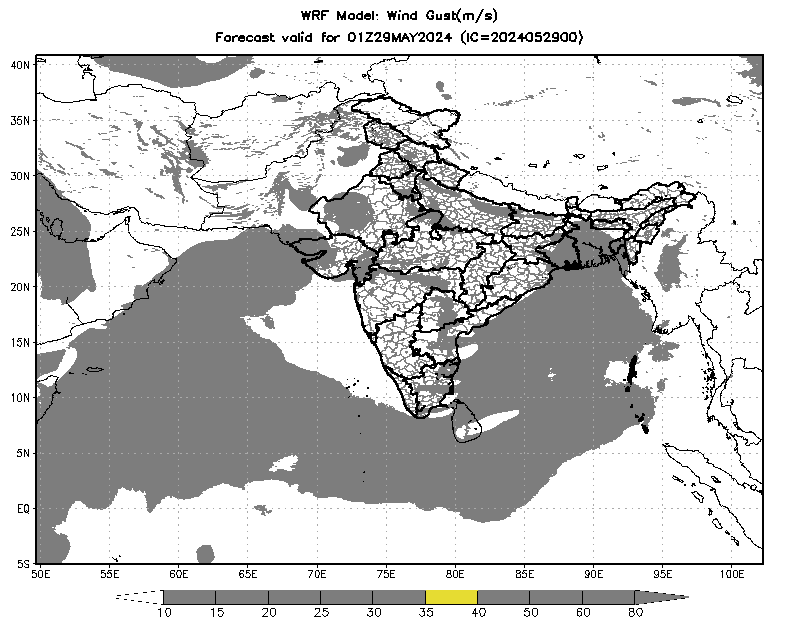 WRF Model: Wind Gust(m/s)
Forecast valid for 01Z29MAY2024 (IC=2024052900)
40N
35N
30N
25N
20N
15N
10N
5N
EQ
5S
50E 55E 60E 65E 70E 75E 80E 85E 90E 95E 100E
10 15 20 25 30 35 40 50 60 80